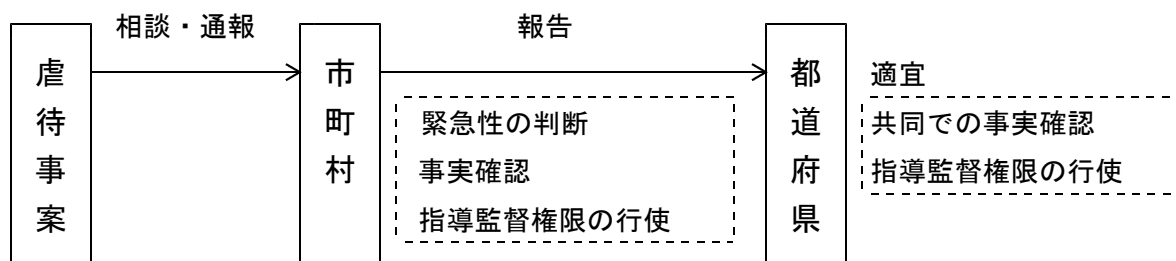 相談・通報
報告
虐待事案
市町村
都道府県
緊急性の判断
事実確認
指導監督権限の行使
適宜
共同での事実確認
指導監督権限の行使